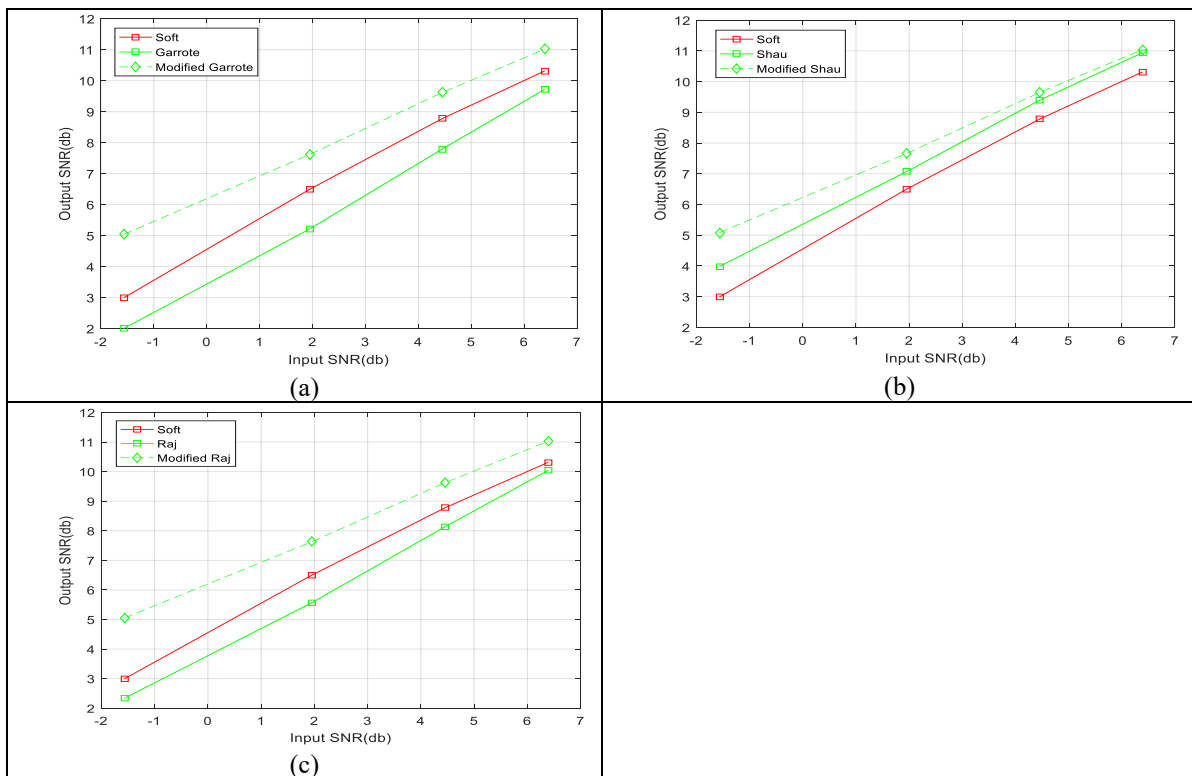 12
11
10
9
8
7
6
5
4
3
2
Output SNR(db)
Soft
Garrote
Modified Garrote
-2 -1 0 1 2 3 4 5 6 7
Input SNR(db)
(a)
12
11
10
9
8
7
6
5
4
3
2
Output SNR(db)
Soft
Shau
Modified Shau
-2 -1 0 1 2 3 4 5 6 7
Input SNR(db)
(b)
12
11
10
9
8
7
6
5
4
3
2
Output SNR(db)
Soft
Raj
Modified Raj
-2 -1 0 1 2 3 4 5 6 7
Input SNR(db)
(c)